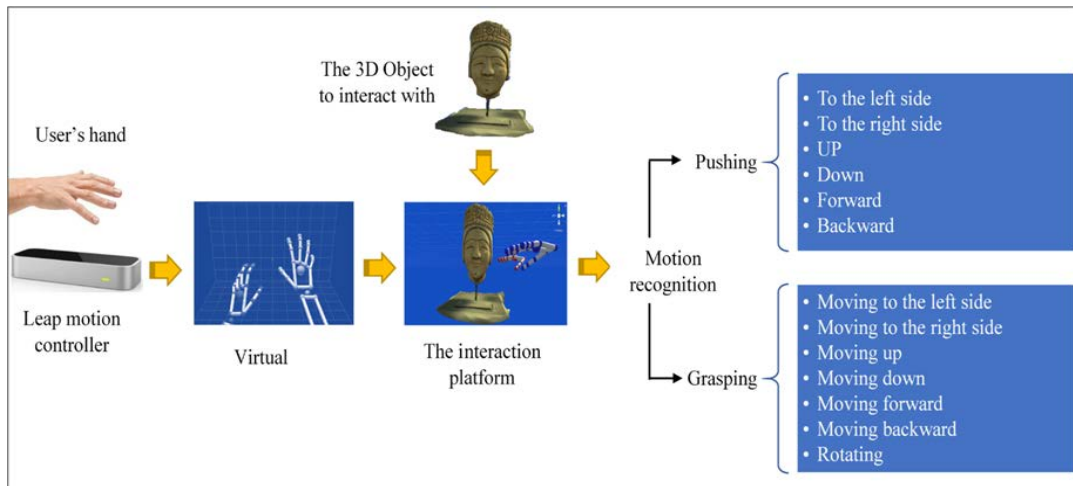 The 3D Object
to interact with
User's hand
Leap motion
controller
Virtual
The interaction
platform
Motion
recognition
Pushing
• To the left side
• To the right side
• UP
• Down
• Forward
• Backward
Grasping
• Moving to the left side
• Moving to the right side
• Moving up
• Moving down
• Moving forward
• Moving backward
• Rotating